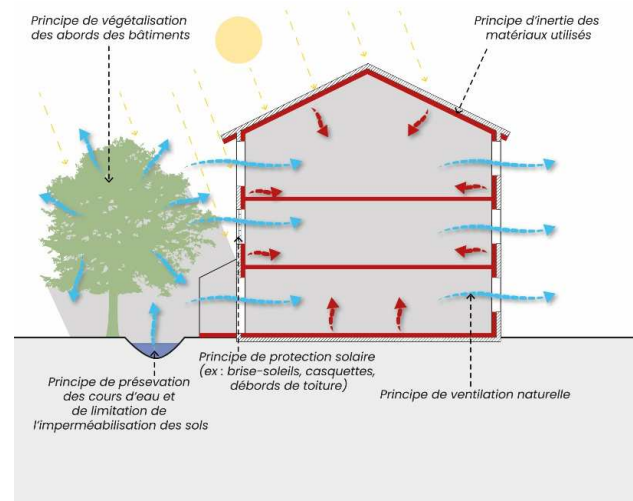 Principe de végétalisation
des abords des bâtiments
Principe d'inertie des
matériaux utilisés
Principe de protection solaire
(ex : brise-soleils, casquettes,
débords de toiture)
Principe de présevation
des cours d'eau et
de limitation de
l'imperméabilisation des sols
Principe de ventilation naturelle